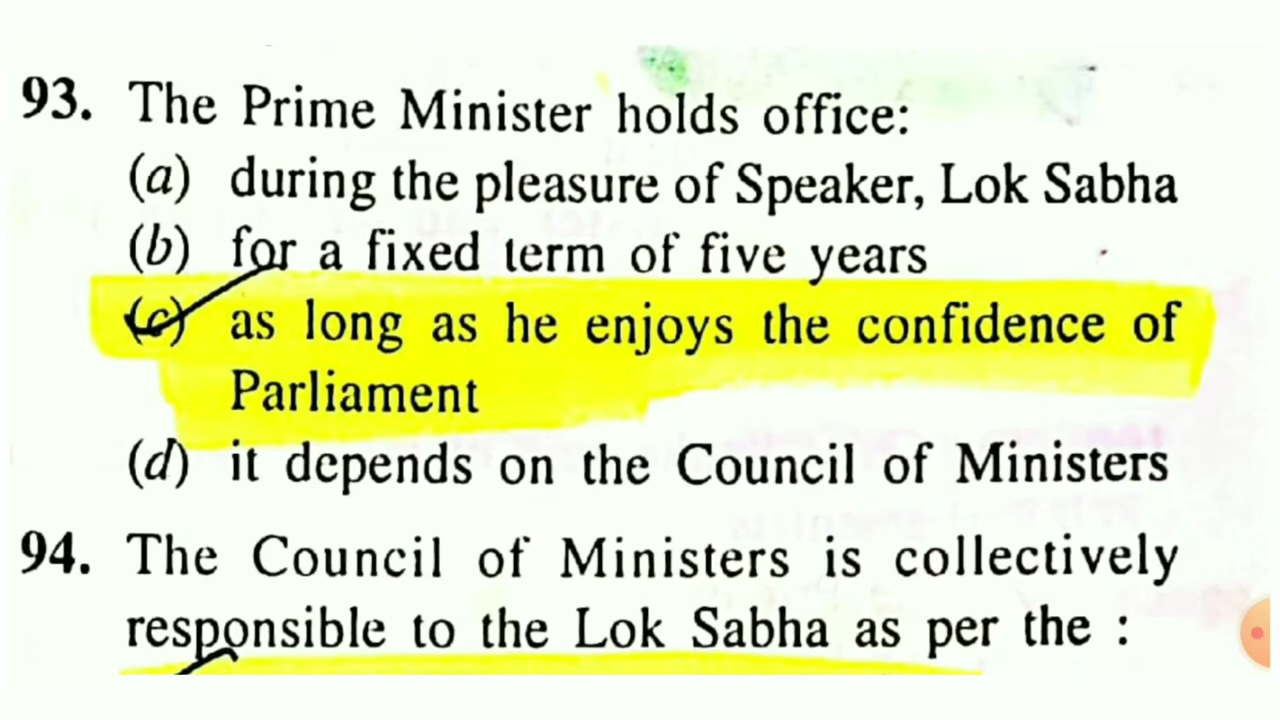 93. The Prime Minister holds office:
(a) during the pleasure of Speaker, Lok Sabha
(b) for a fixed term of five years
(c) as long as he enjoys the confidence of
Parliament
(d) it depends on the Council of Ministers
94. The Council of Ministers is collectively
responsible to the Lok Sabha as per the :